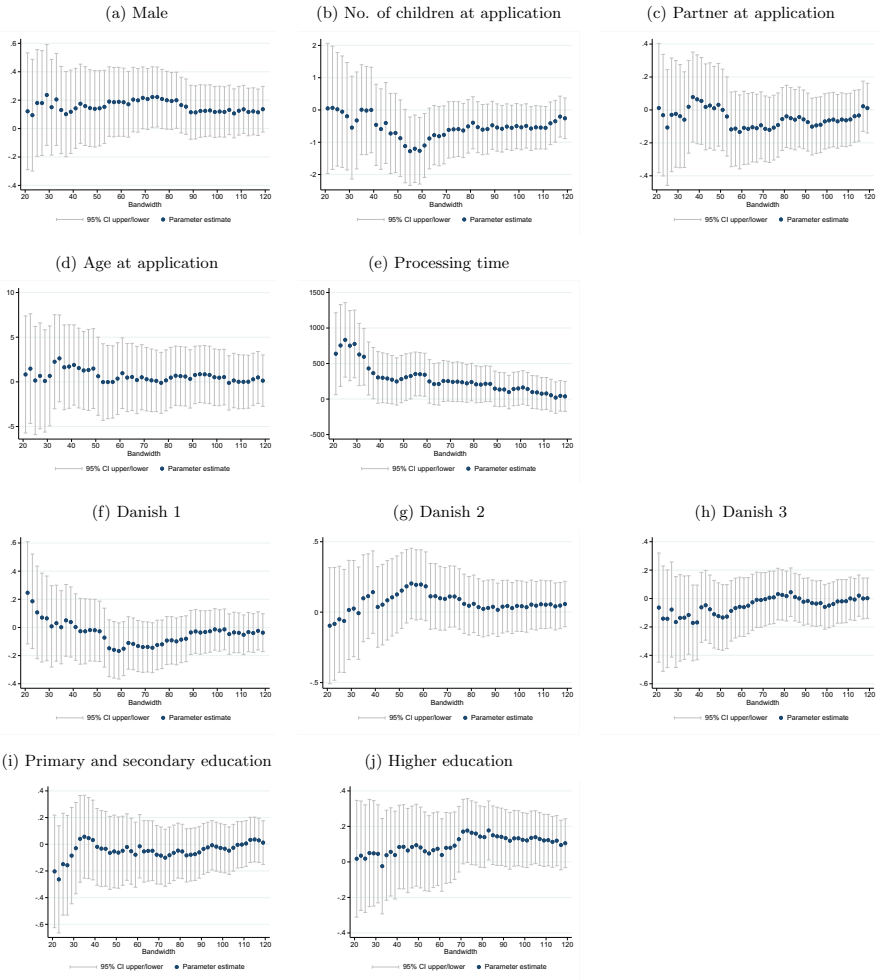 (a) Male
(b) No. of children at application
(c) Partner at application
.6
.4
.2
0
-.2
-.4
20 30 40 50 60 70 80 90 100 110 120
Bandwidth
95% CI upper/lower Parameter estimate
2
1
0
-1
-2
20 30 40 50 60 70 80 90 100 110 120
Bandwidth
95% CI upper/lower Parameter estimate
.4
.2
0
-.2
-.4
20 30 40 50 60 70 80 90 100 110 120
Bandwidth
95% CI upper/lower Parameter estimate
(d) Age at application
(e) Processing time
10
5
0
-5
20 30 40 50 60 70 80 90 100 110 120
Bandwidth
95% CI upper/lower Parameter estimate
1500
1000
500
0
-500
20 30 40 50 60 70 80 90 100 110 120
Bandwidth
95% CI upper/lower Parameter estimate
(f) Danish 1
(g) Danish 2
(h) Danish 3
.6
.4
.2
0
-.2
-.4
20 30 40 50 60 70 80 90 100 110 120
Bandwidth
95% CI upper/lower Parameter estimate
.5
0
-.5
20 30 40 50 60 70 80 90 100 110 120
Bandwidth
95% CI upper/lower Parameter estimate
.4
.2
0
-.2
-.4
-.6
20 30 40 50 60 70 80 90 100 110 120
Bandwidth
95% CI upper/lower Parameter estimate
(i) Primary and secondary education
(j) Higher education
.4
.2
0
-.2
-.4
-.6
20 30 40 50 60 70 80 90 100 110 120
Bandwidth
95% CI upper/lower Parameter estimate
.4
.2
0
-.2
-.4
20 30 40 50 60 70 80 90 100 110 120
Bandwidth
95% CI upper/lower Parameter estimate